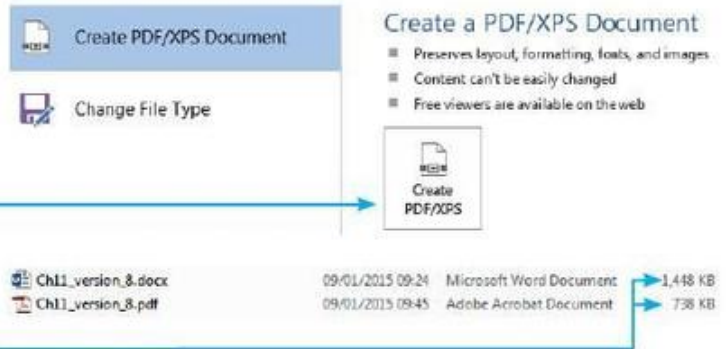 Create PDF/XPS Document
Change File Type
Create a PDF/XPS Document
Preserves layout, formatting, fonts, and images
Content can't be easily changed
Free viewers are available on the web
Create
PDF/XPS
Ch11_version_8.docx 09/01/2015 09:24 Microsoft Word Document 1,448 KB
Ch11_version_8.pdf 09/01/2015 09:45 Adobe Acrobat Document 738 KB